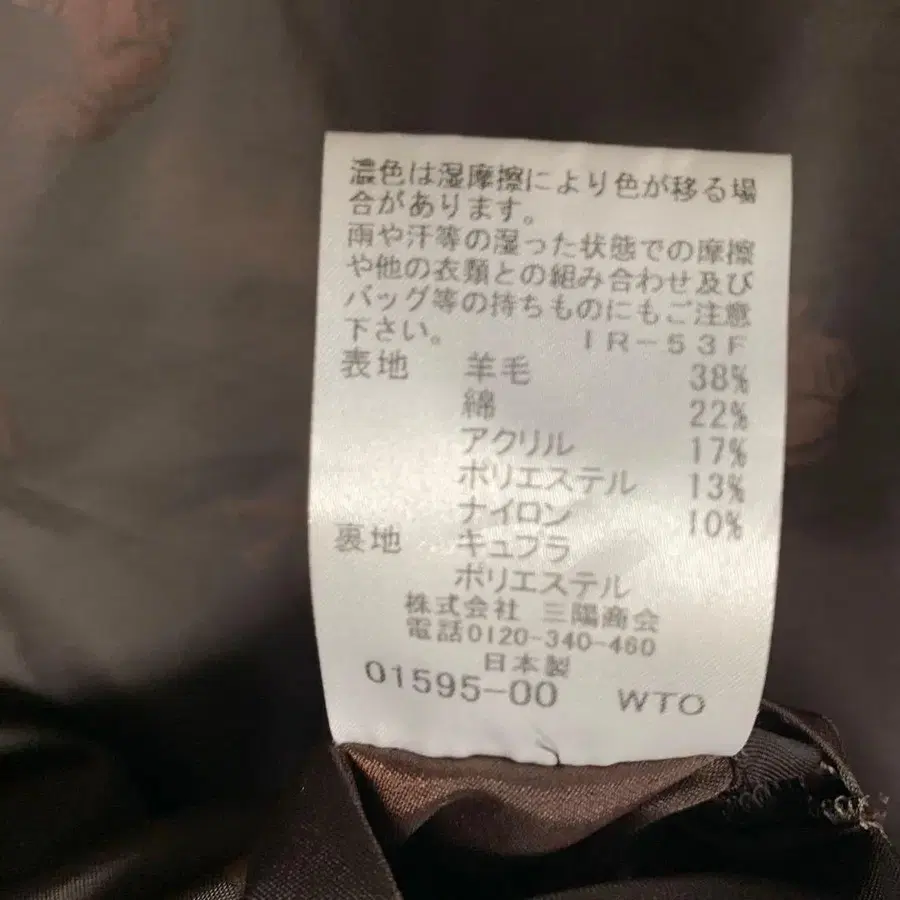 濃色は湿摩擦により色が移る場
合があります。
雨や汗等の湿った状態での摩擦
や他の衣類との組み合わせ及び
バッグ等の持ちものにもご注意
下さい。 IR-53F
表地 羊毛 38%
綿 22%
アクリル 17%
ポリエステル 13%
ナイロン 10%
裏地 キュプラ
ポリエステル
株式会社 三陽商会
電話0120-340-460
日本製
01595-00 WTO